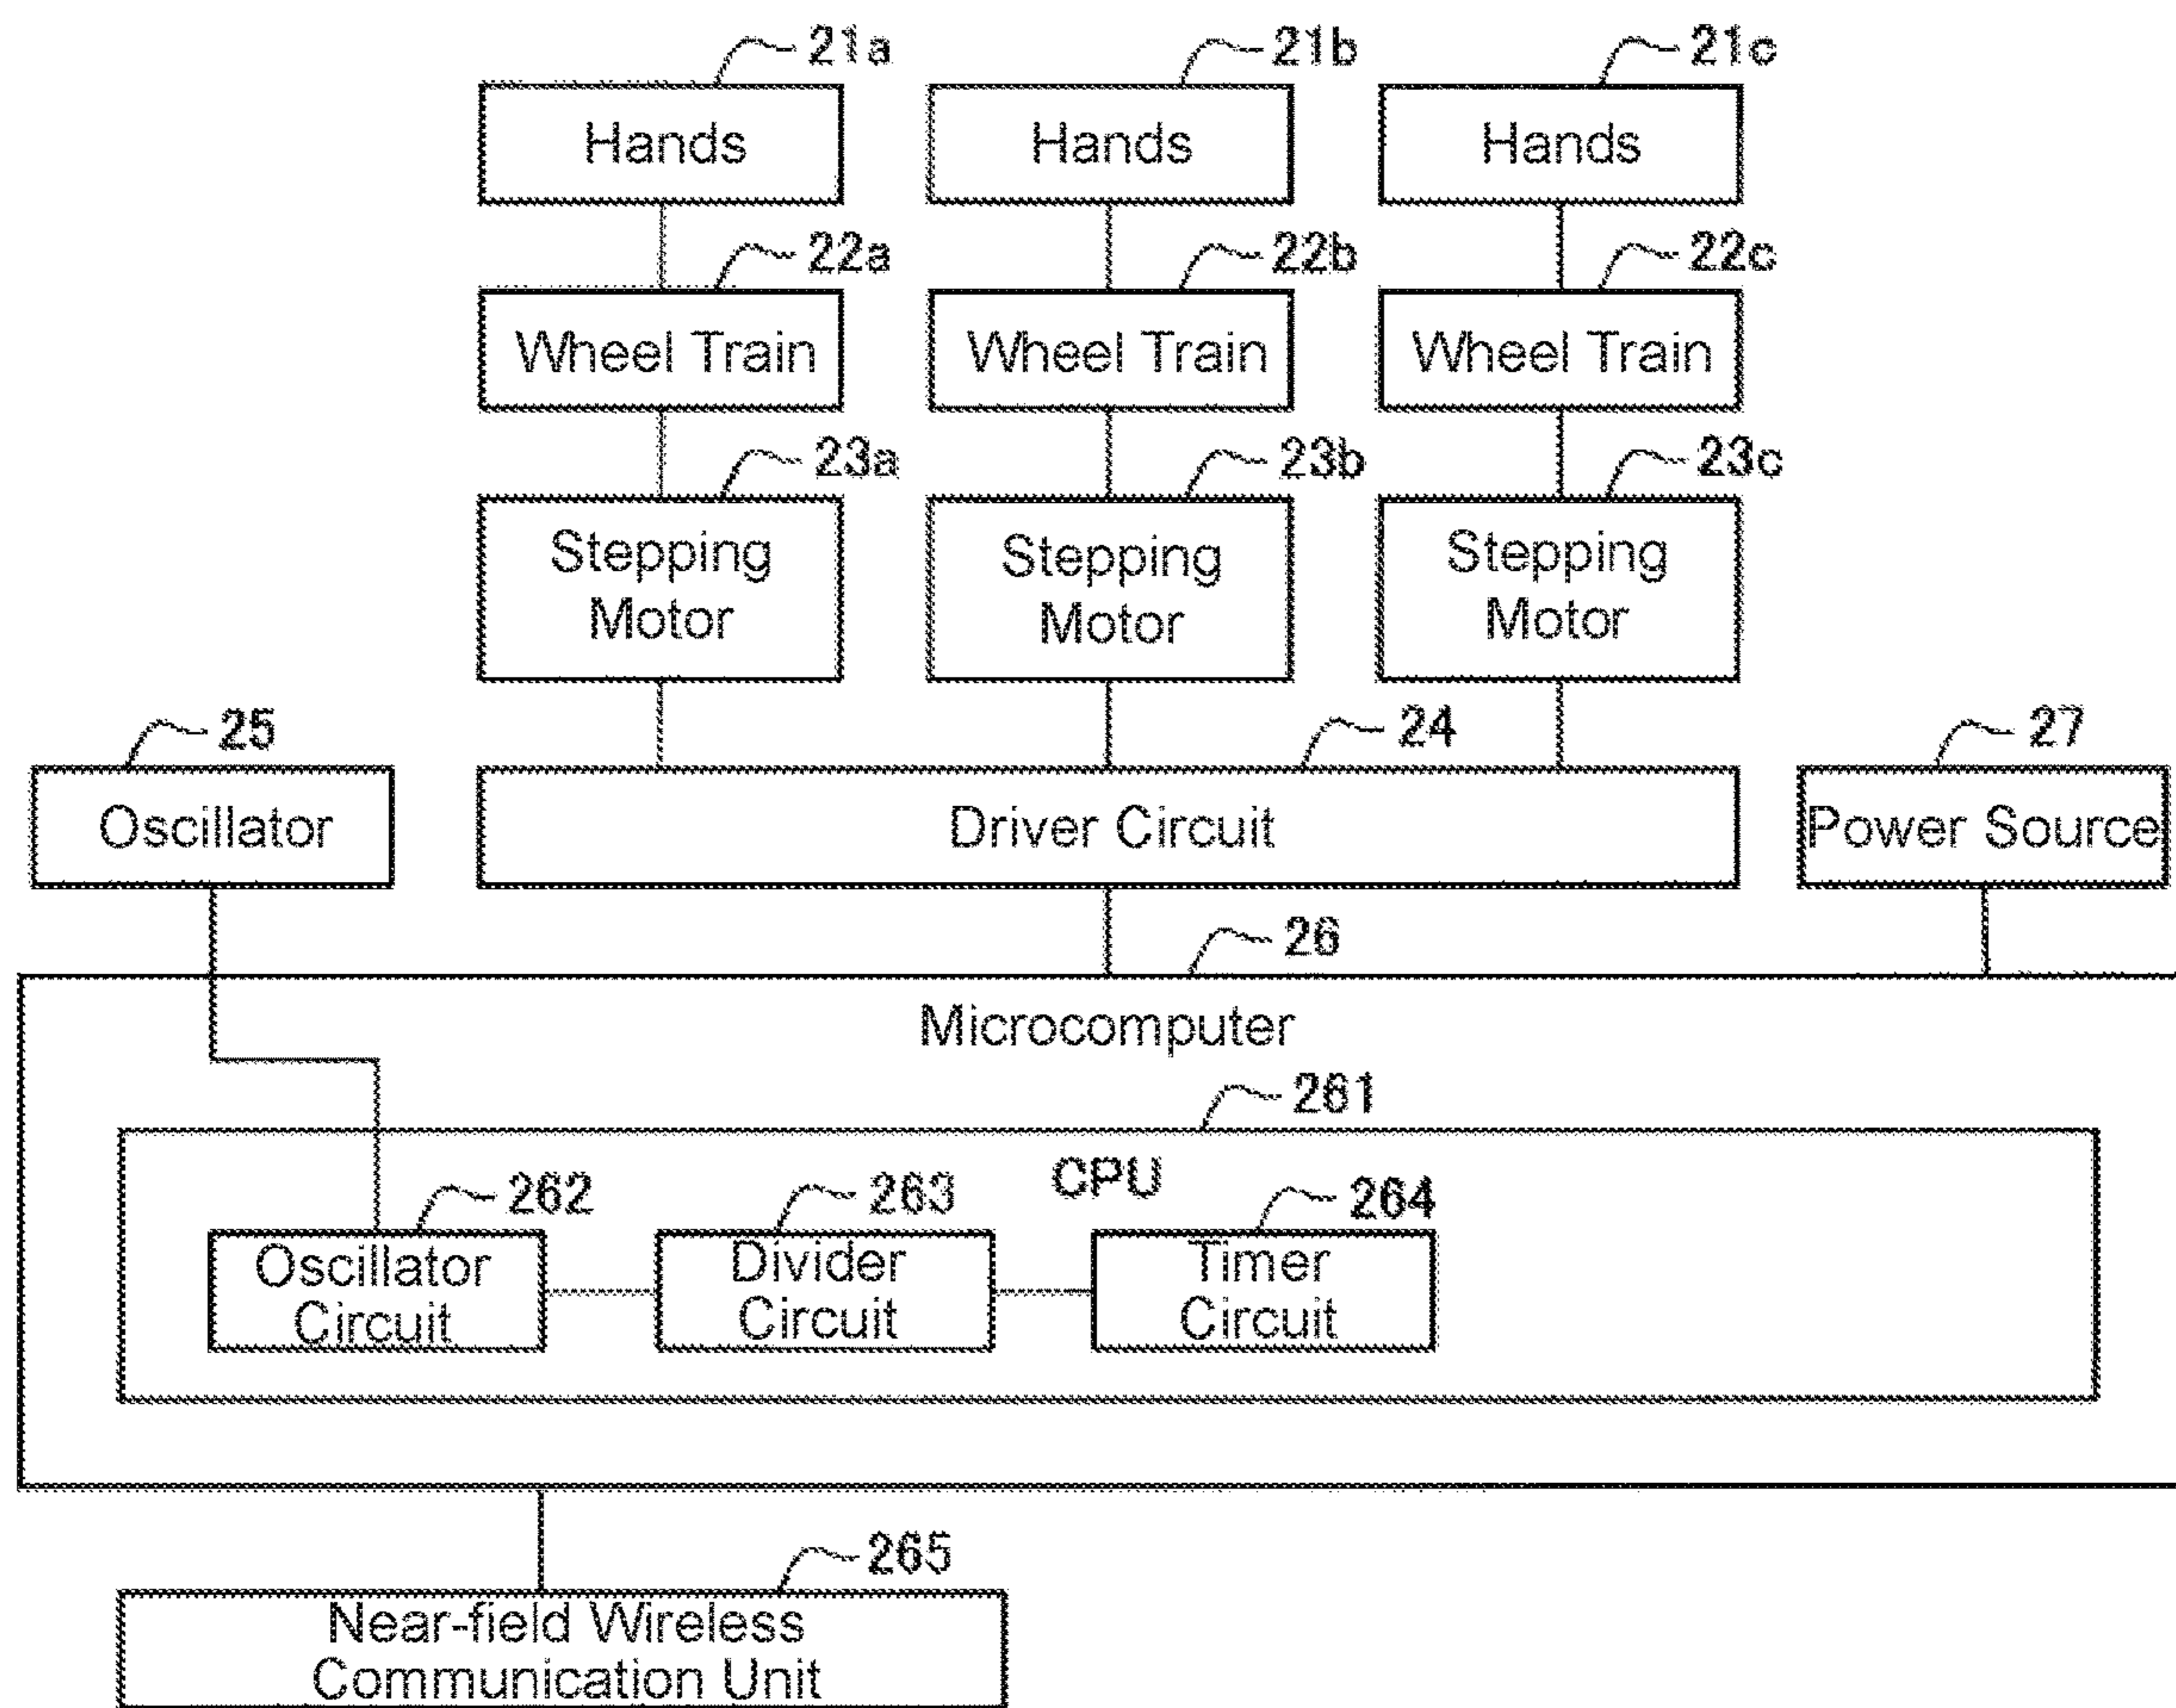 21a 21b 21c
Hands Hands Hands
22a 22b 22c
Wheel Train Wheel Train Wheel Train
23a 23b 23c
Stepping Stepping Stepping
Motor Motor Motor
25 24 27
Oscillator Driver Circuit Power Source
26
Microcomputer
261
CPU
262 263 264
Oscillator Divider Timer
Circuit Circuit Circuit
265
Near-field Wireless
Communication Unit